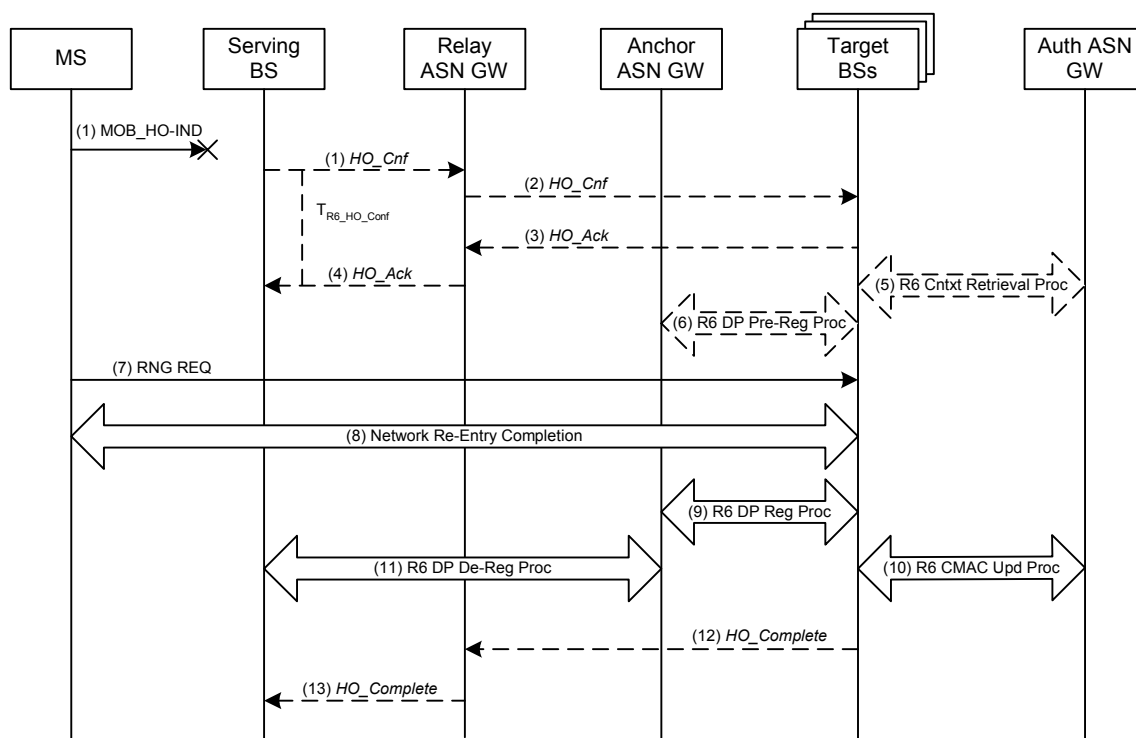 MS
Serving
BS
Relay
ASN GW
Anchor
ASN GW
Target
BSs
Auth ASN
GW
(1) MOB_HO-IND
(1) HO_Cnf
(2) HO_Cnf
T_R6_HO_Conf
(3) HO_Ack
(4) HO_Ack
(5) R6 Cntxt Retrieval Proc
(6) R6 DP Pre-Reg Proc
(7) RNG REQ
(8) Network Re-Entry Completion
(9) R6 DP Reg Proc
(11) R6 DP De-Reg Proc
(10) R6 CMAC Upd Proc
(12) HO_Complete
(13) HO_Complete